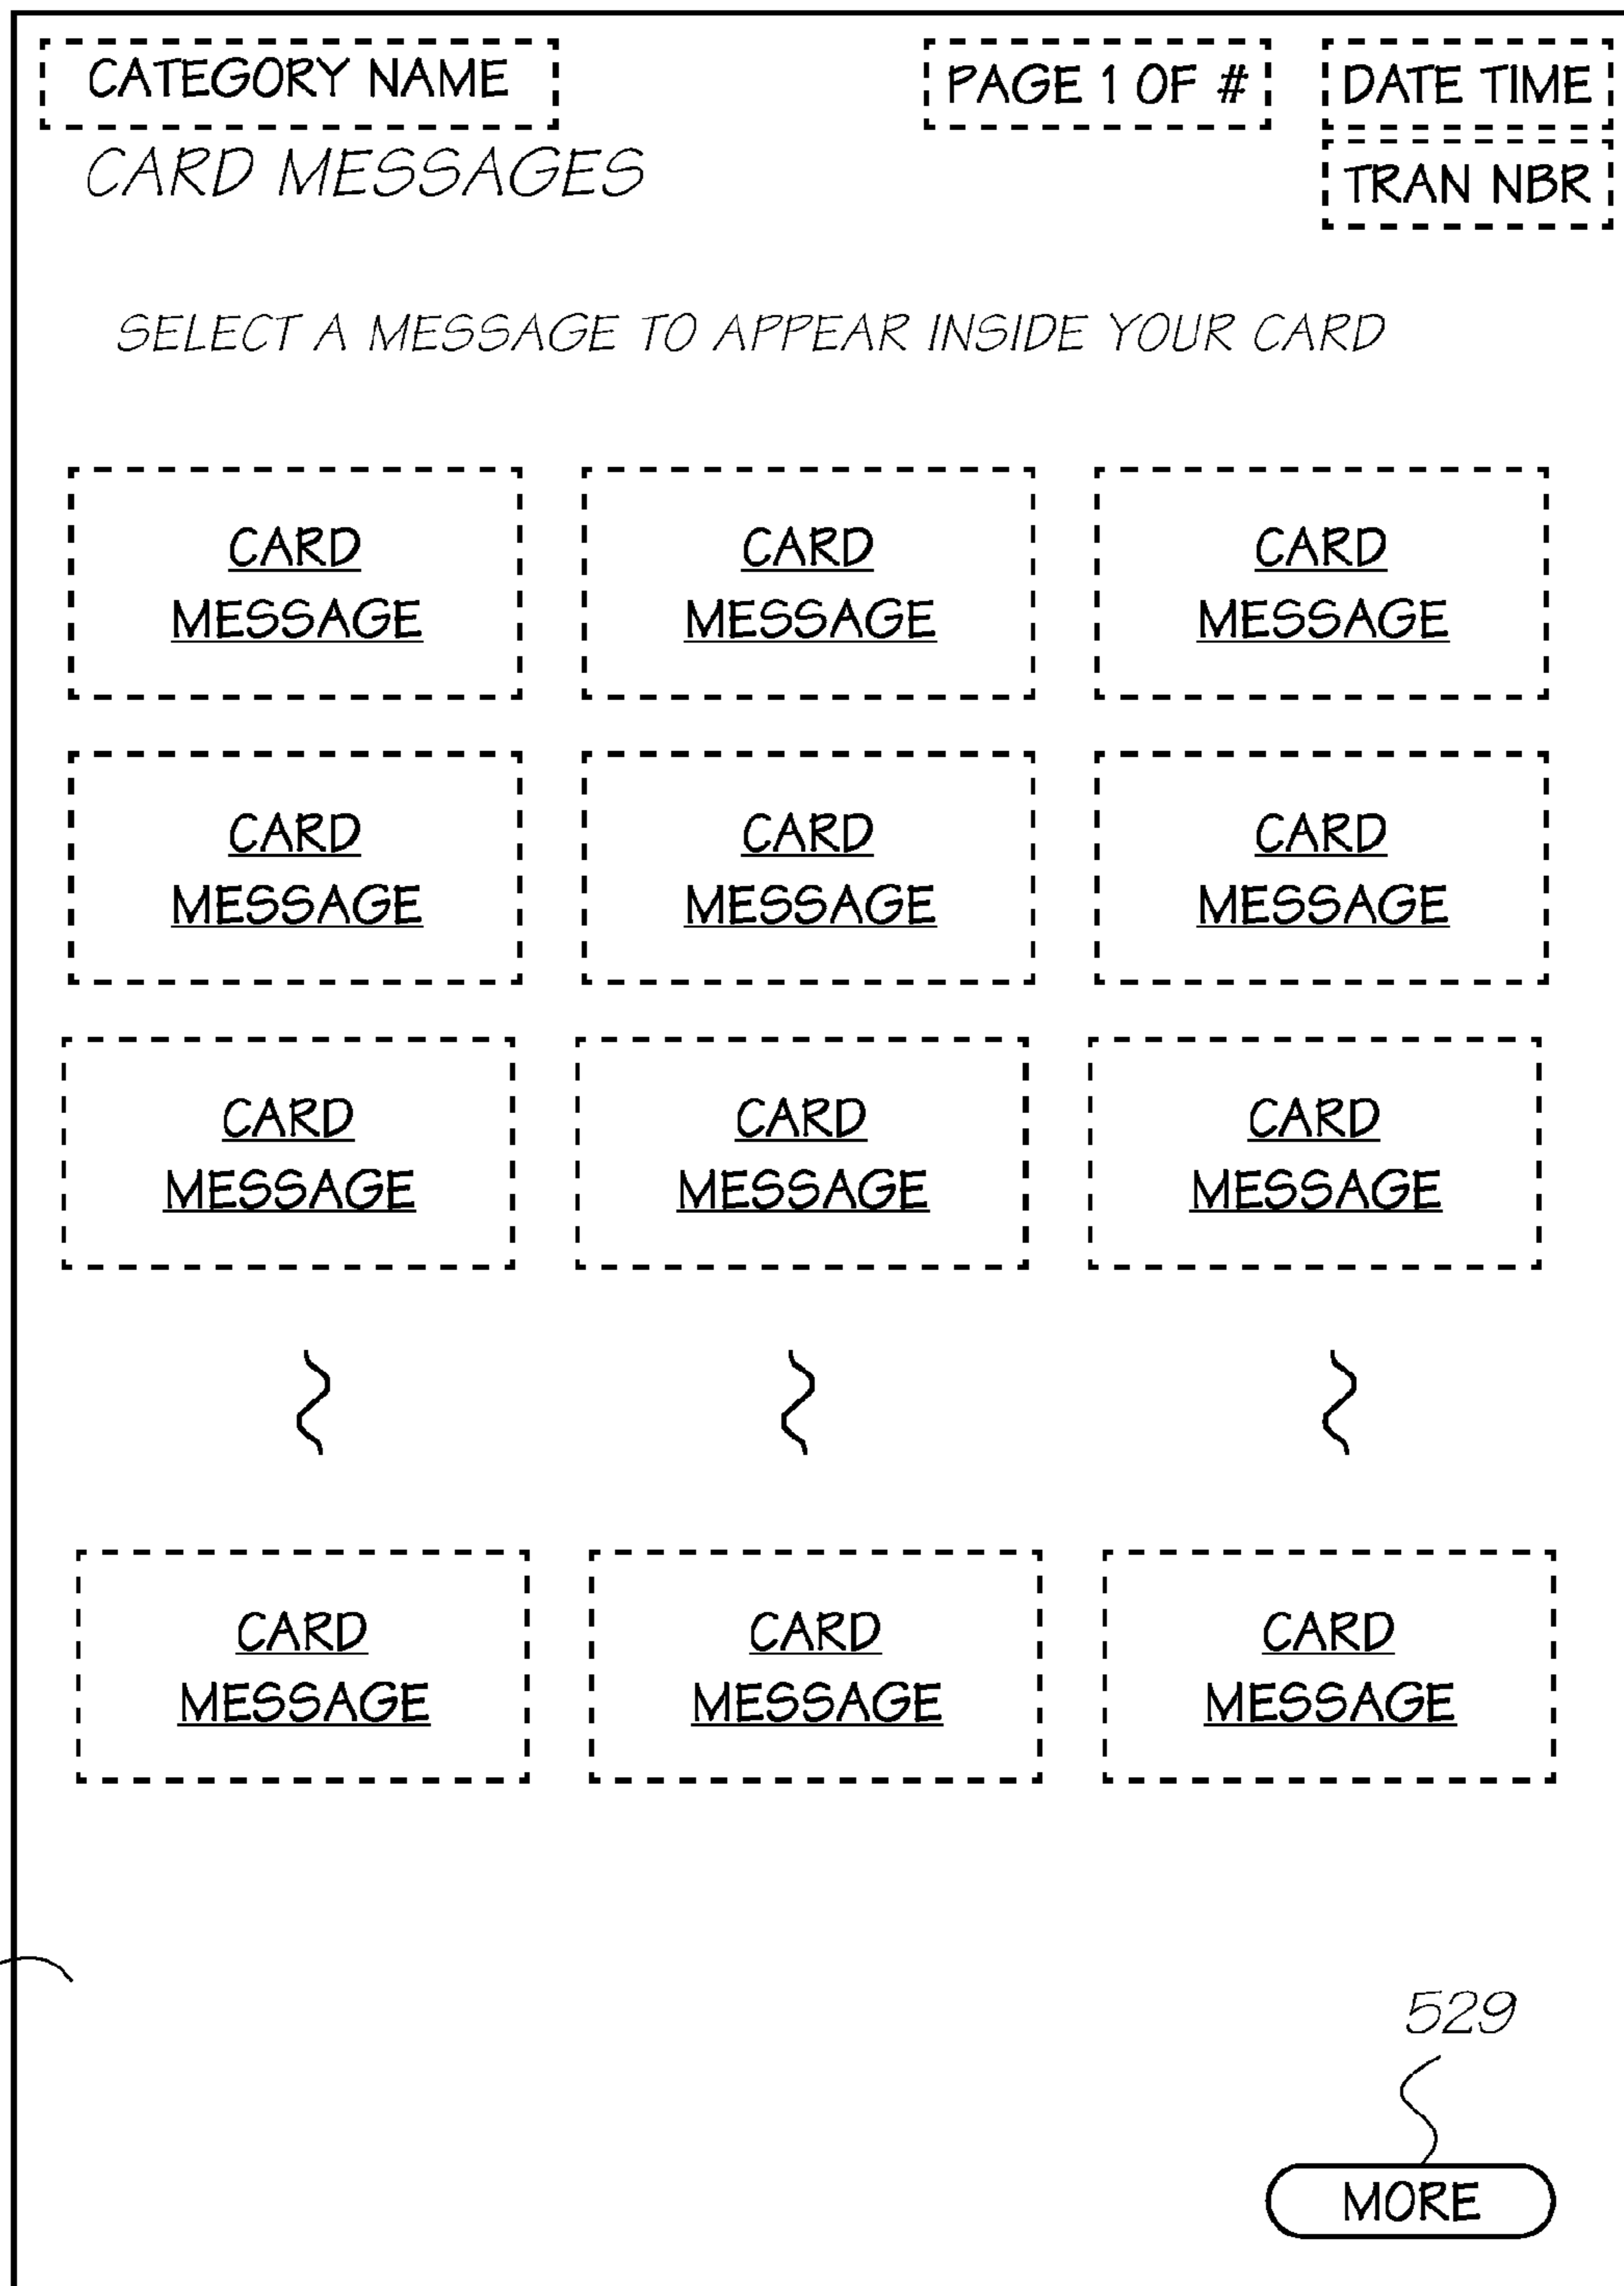 CATEGORY NAME PAGE 1 OF # DATE TIME
CARD MESSAGES TRAN NBR
SELECT A MESSAGE TO APPEAR INSIDE YOUR CARD
CARD CARD CARD
MESSAGE MESSAGE MESSAGE
CARD CARD CARD
MESSAGE MESSAGE MESSAGE
CARD CARD CARD
MESSAGE MESSAGE MESSAGE
CARD CARD CARD
MESSAGE MESSAGE MESSAGE
529
MORE